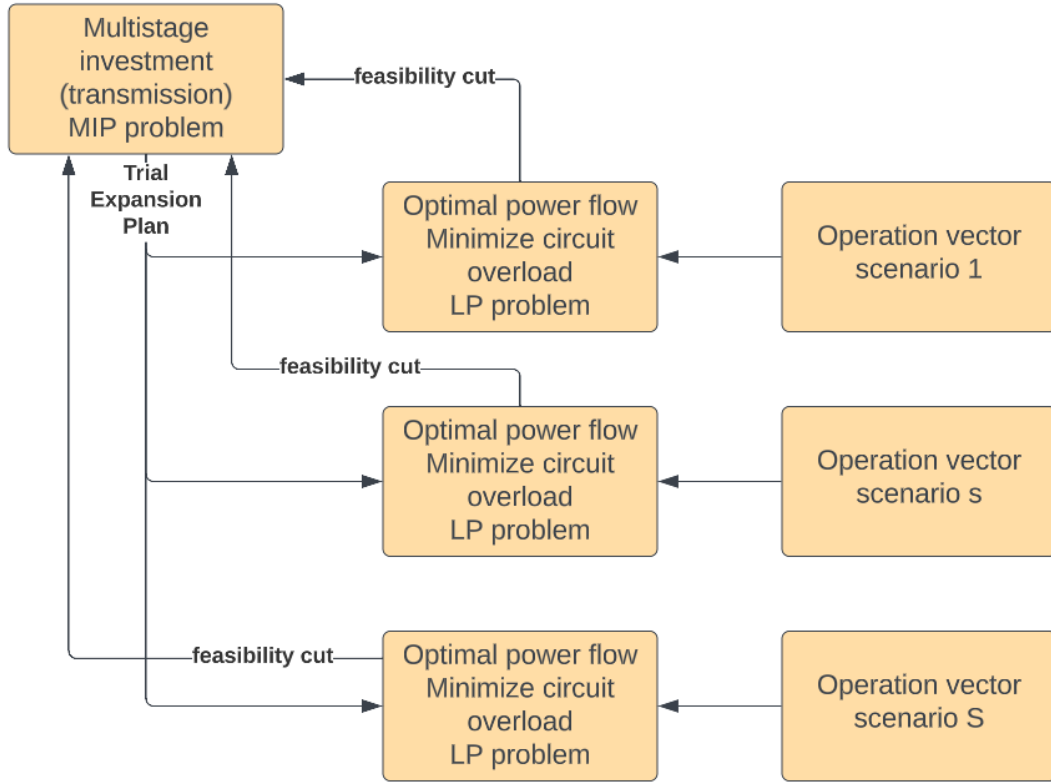 Multistage
investment
(transmission)
MIP problem
feasibility cut
Trial
Expansion
Plan
Optimal power flow
Minimize circuit
overload
LP problem
Operation vector
scenario 1
feasibility cut
Optimal power flow
Minimize circuit
overload
LP problem
Operation vector
scenario s
feasibility cut
Optimal power flow
Minimize circuit
overload
LP problem
Operation vector
scenario S